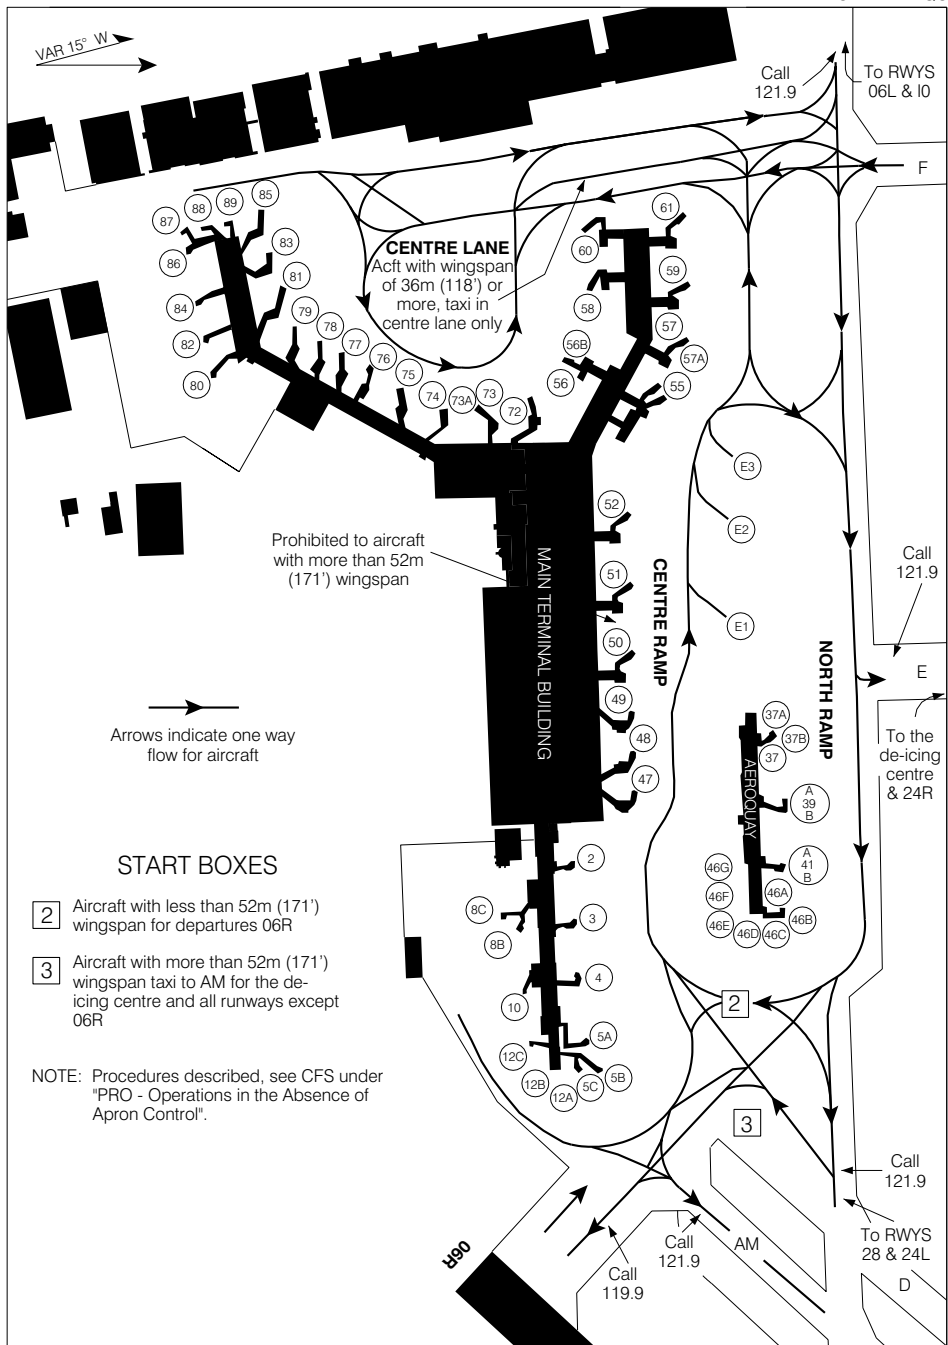 VAR 15° W
Call
121.9
To RWYS
06L & I0
F
85
89
88
87
86
83
81
84
82
80
79
78
77
76
75
74
73A
73
72
CENTRE LANE
Acft with wingspan
of 36m (118') or
more, taxi in
centre lane only
61
60
59
58
57
57A
56B
56
55
E3
E2
E1
52
51
50
49
48
47
Prohibited to aircraft
with more than 52m
(171') wingspan
MAIN TERMINAL BUILDING
CENTRE RAMP
NORTH RAMP
Call
121.9
E
To the
de-icing
centre
& 24R
Arrows indicate one way
flow for aircraft
37A
37B
37
AEROQUAY
A
39
B
A
41
B
46G
46F
46E
46D
46C
46B
46A
START BOXES
2 Aircraft with less than 52m (171')
wingspan for departures 06R
3 Aircraft with more than 52m (171')
wingspan taxi to AM for the de-
icing centre and all runways except
06R
NOTE: Procedures described, see CFS under
"PRO - Operations in the Absence of
Apron Control".
2
8C
3
8B
4
10
5A
12C
12B
12A
5C
5B
2
3
Call
121.9
To RWYS
28 & 24L
D
AM
Call
121.9
Call
119.9
06R